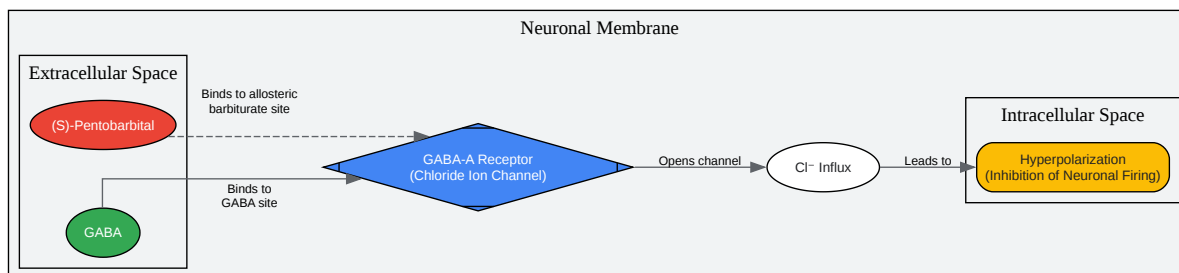 Neuronal Membrane
Extracellular Space
(S)-Pentobarbital
Binds to allosteric
barbiturate site
GABA
Binds to
GABA site
GABA-A Receptor
(Chloride Ion Channel)
Opens channel
Cl⁻ Influx
Leads to
Intracellular Space
Hyperpolarization
(Inhibition of Neuronal Firing)